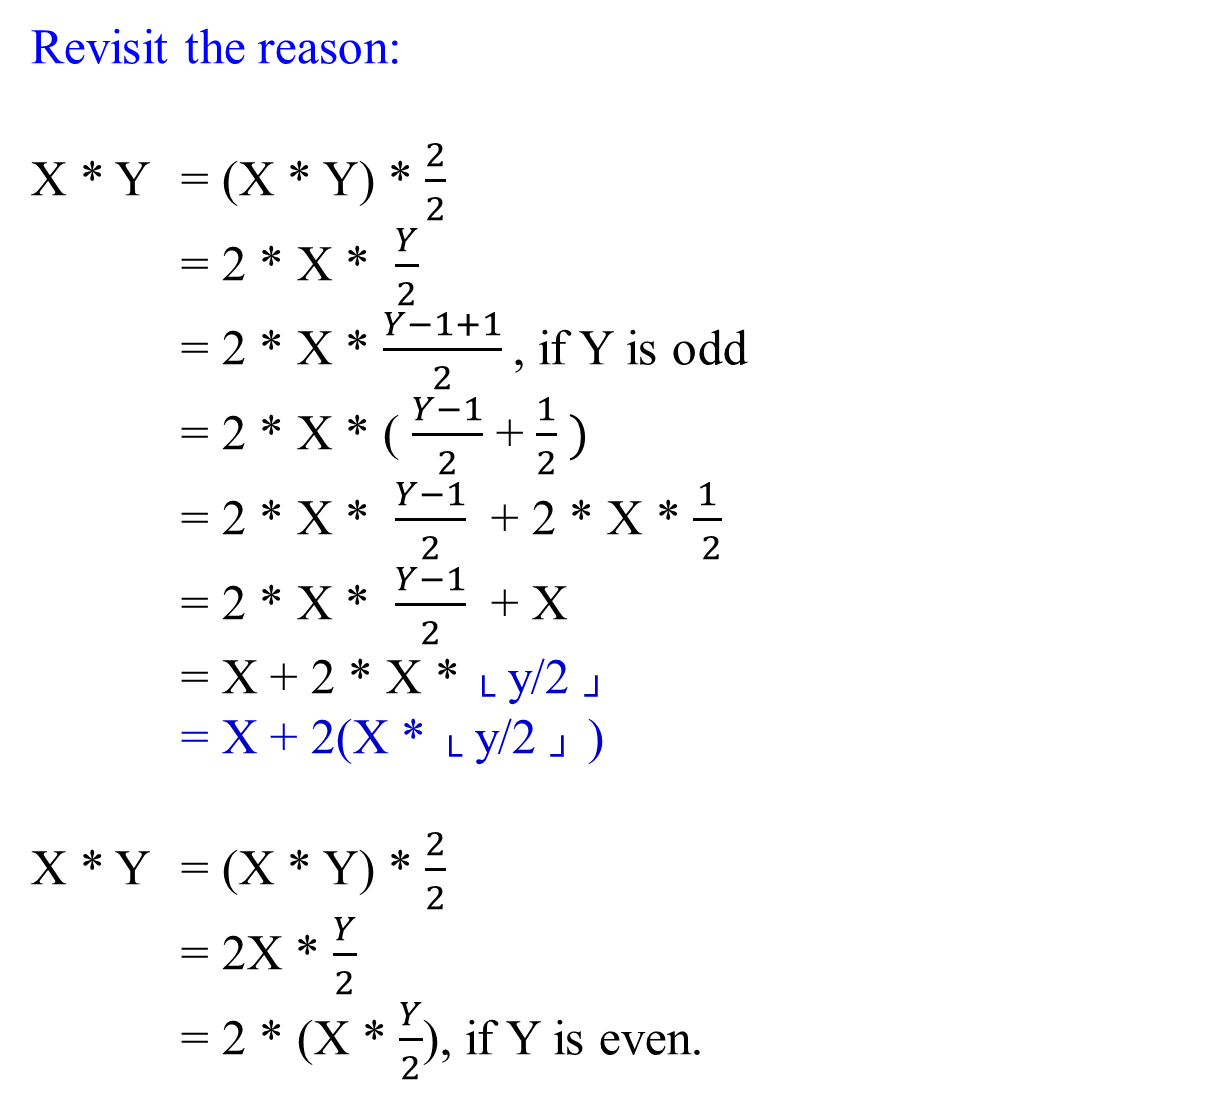 Revisit the reason:
X * Y = (X * Y) * 2/2
= 2 * X * Y/2
= 2 * X * (Y−1+1)/2 , if Y is odd
= 2 * X * ( (Y−1)/2 + 1/2 )
= 2 * X * (Y−1)/2 + 2 * X * 1/2
= 2 * X * (Y−1)/2 + X
= X + 2 * X * ⌞ y/2 ⌟
= X + 2(X * ⌞ y/2 ⌟ )
X * Y = (X * Y) * 2/2
= 2X * Y/2
= 2 * (X * Y/2), if Y is even.